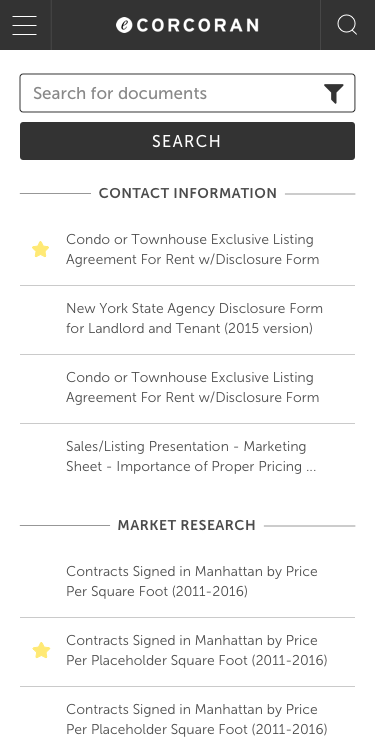 CORCORAN
Search for documents
SEARCH
CONTACT INFORMATION
Condo or Townhouse Exclusive Listing
Agreement For Rent w/Disclosure Form
New York State Agency Disclosure Form
for Landlord and Tenant (2015 version)
Condo or Townhouse Exclusive Listing
Agreement For Rent w/Disclosure Form
Sales/Listing Presentation - Marketing
Sheet - Importance of Proper Pricing ...
MARKET RESEARCH
Contracts Signed in Manhattan by Price
Per Square Foot (2011-2016)
Contracts Signed in Manhattan by Price
Per Placeholder Square Foot (2011-2016)
Contracts Signed in Manhattan by Price
Per Placeholder Square Foot (2011-2016)